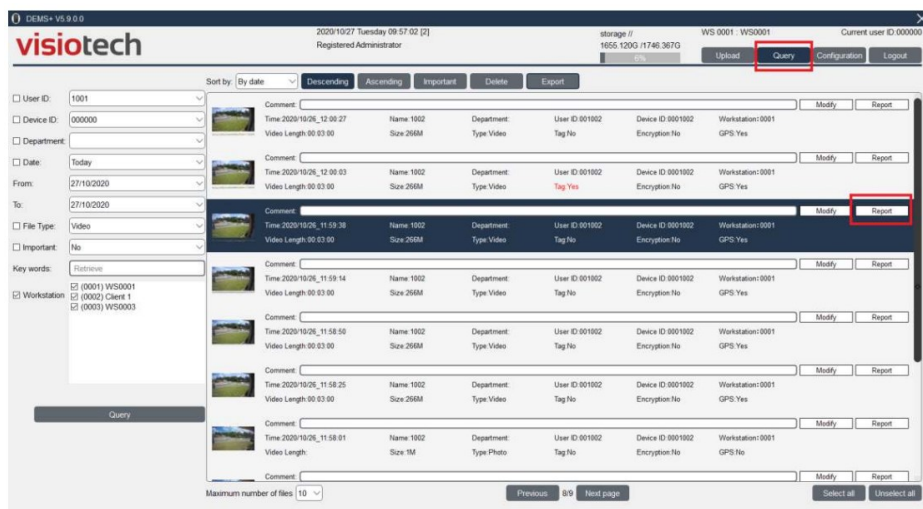 DEMS+ V5.9.0.0
visiotech
2020/10/27 Tuesday 09:57:02 [2]
Registered Administrator
storage //
1655.120G /1746.367G
6%
WS 0001 : WS0001
Current user ID:000000
Upload Query Configuration Logout
Sort by: By date Descending Ascending Important Delete Export
User ID: 1001
Device ID: 000000
Department:
Date: Today
From: 27/10/2020
To: 27/10/2020
File Type: Video
Important: No
Key words: Retrieve
Workstation (0001) WS0001
(0002) Client 1
(0003) WS0003
Query
Comment: Modify Report
Time:2020/10/26_12:00:27 Name:1002 Department: User ID:001002 Device ID:0001002 Workstation:0001
Video Length:00:03:00 Size:266M Type:Video Tag:No Encryption:No GPS:Yes
Comment: Modify Report
Time:2020/10/26_12:00:03 Name:1002 Department: User ID:001002 Device ID:0001002 Workstation:0001
Video Length:00:03:00 Size:266M Type:Video Tag:Yes Encryption:No GPS:Yes
Comment: Modify Report
Time:2020/10/26_11:59:38 Name:1002 Department: User ID:001002 Device ID:0001002 Workstation:0001
Video Length:00:03:00 Size:266M Type:Video Tag:No Encryption:No GPS:Yes
Comment: Modify Report
Time:2020/10/26_11:59:14 Name:1002 Department: User ID:001002 Device ID:0001002 Workstation:0001
Video Length:00:03:00 Size:266M Type:Video Tag:No Encryption:No GPS:Yes
Comment: Modify Report
Time:2020/10/26_11:58:50 Name:1002 Department: User ID:001002 Device ID:0001002 Workstation:0001
Video Length:00:03:00 Size:266M Type:Video Tag:No Encryption:No GPS:Yes
Comment: Modify Report
Time:2020/10/26_11:58:25 Name:1002 Department: User ID:001002 Device ID:0001002 Workstation:0001
Video Length:00:03:00 Size:266M Type:Video Tag:No Encryption:No GPS:Yes
Comment: Modify Report
Time:2020/10/26_11:58:01 Name:1002 Department: User ID:001002 Device ID:0001002 Workstation:0001
Video Length: Size:1M Type:Photo Tag:No Encryption:No GPS:No
Comment: Modify Report
Maximum number of files 10 Previous 8/9 Next page Select all Unselect all